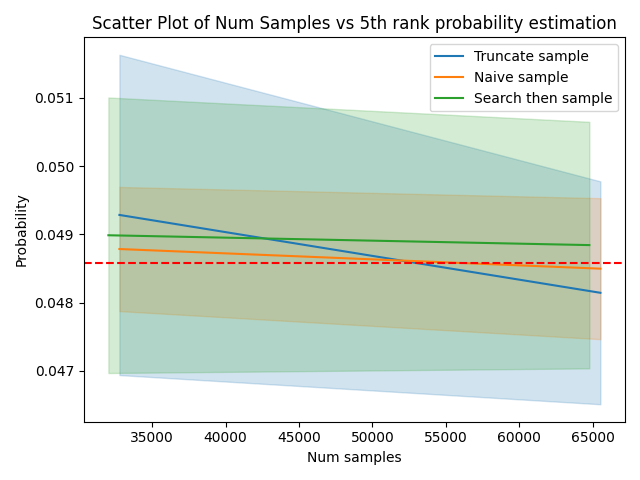 Scatter Plot of Num Samples vs 5th rank probability estimation
Truncate sample
Naive sample
Search then sample
Probability
0.051
0.050
0.049
0.048
0.047
35000 40000 45000 50000 55000 60000 65000
Num samples